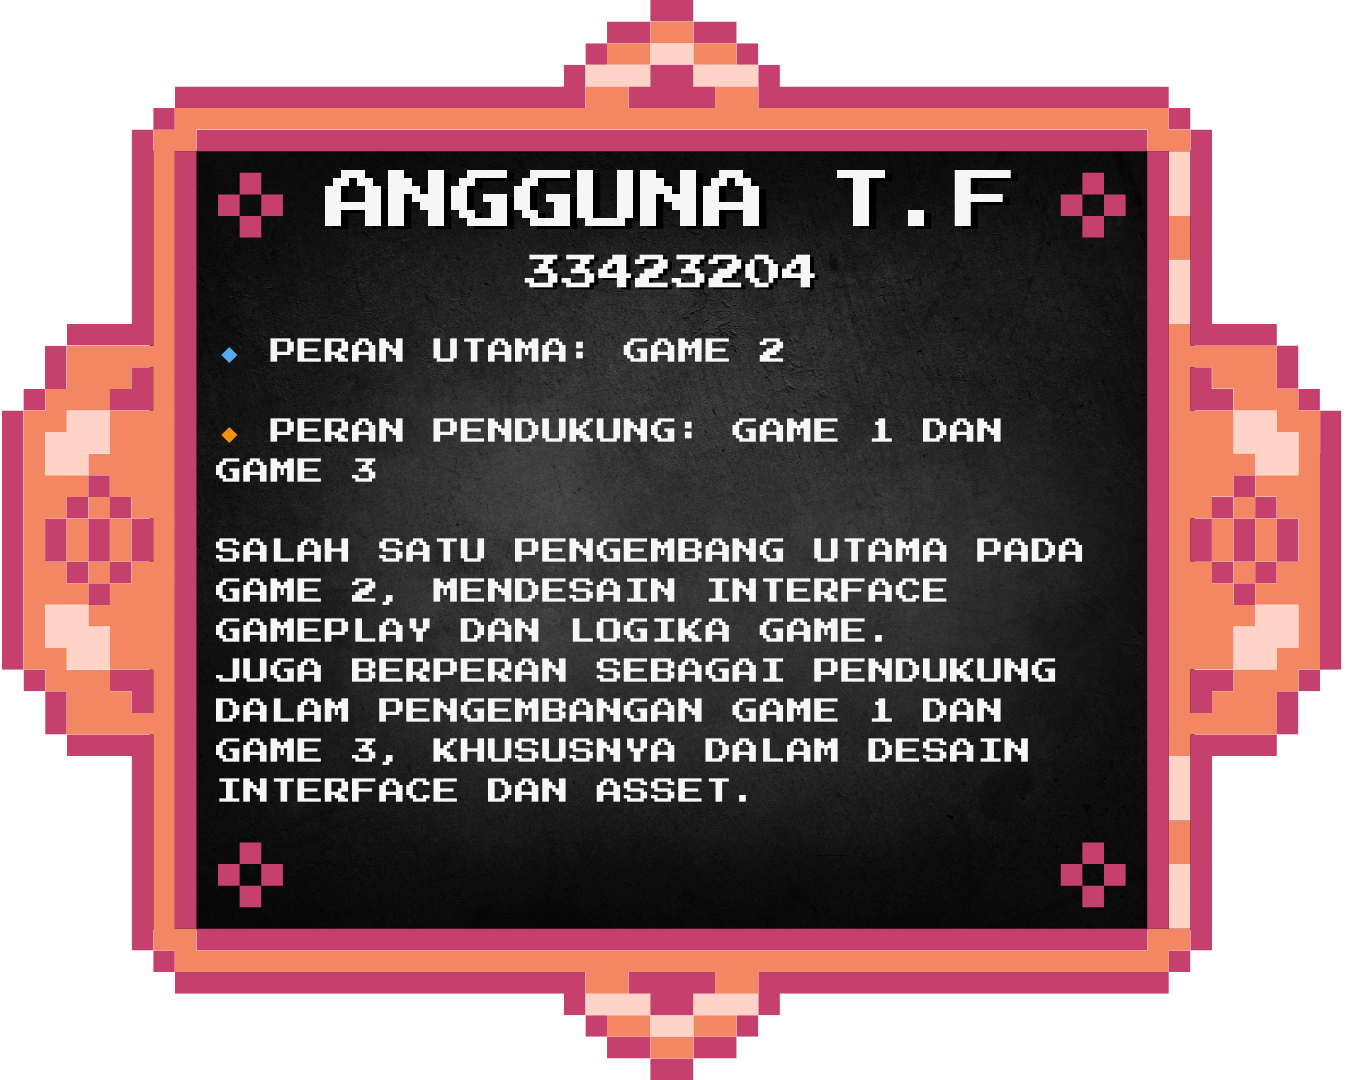 ANGGUNA T.F
33423204
🔹 PERAN UTAMA: GAME 2
🔸 PERAN PENDUKUNG: GAME 1 DAN
GAME 3
SALAH SATU PENGEMBANG UTAMA PADA
GAME 2, MENDESAIN INTERFACE
GAMEPLAY DAN LOGIKA GAME.
JUGA BERPERAN SEBAGAI PENDUKUNG
DALAM PENGEMBANGAN GAME 1 DAN
GAME 3, KHUSUSNYA DALAM DESAIN
INTERFACE DAN ASSET.